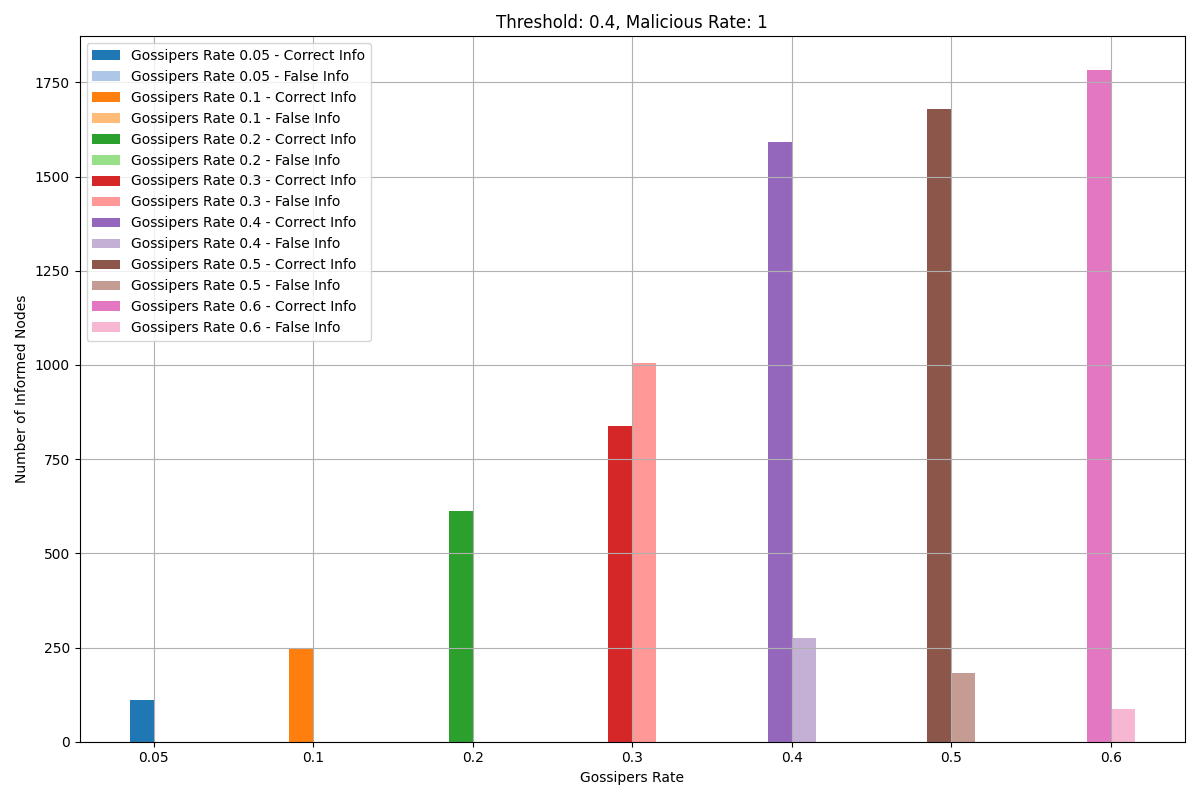 Threshold: 0.4, Malicious Rate: 1
Gossipers Rate 0.05 - Correct Info
Gossipers Rate 0.05 - False Info
Gossipers Rate 0.1 - Correct Info
Gossipers Rate 0.1 - False Info
Gossipers Rate 0.2 - Correct Info
Gossipers Rate 0.2 - False Info
Gossipers Rate 0.3 - Correct Info
Gossipers Rate 0.3 - False Info
Gossipers Rate 0.4 - Correct Info
Gossipers Rate 0.4 - False Info
Gossipers Rate 0.5 - Correct Info
Gossipers Rate 0.5 - False Info
Gossipers Rate 0.6 - Correct Info
Gossipers Rate 0.6 - False Info
Number of Informed Nodes
1750
1500
1250
1000
750
500
250
0
0.05 0.1 0.2 0.3 0.4 0.5 0.6
Gossipers Rate